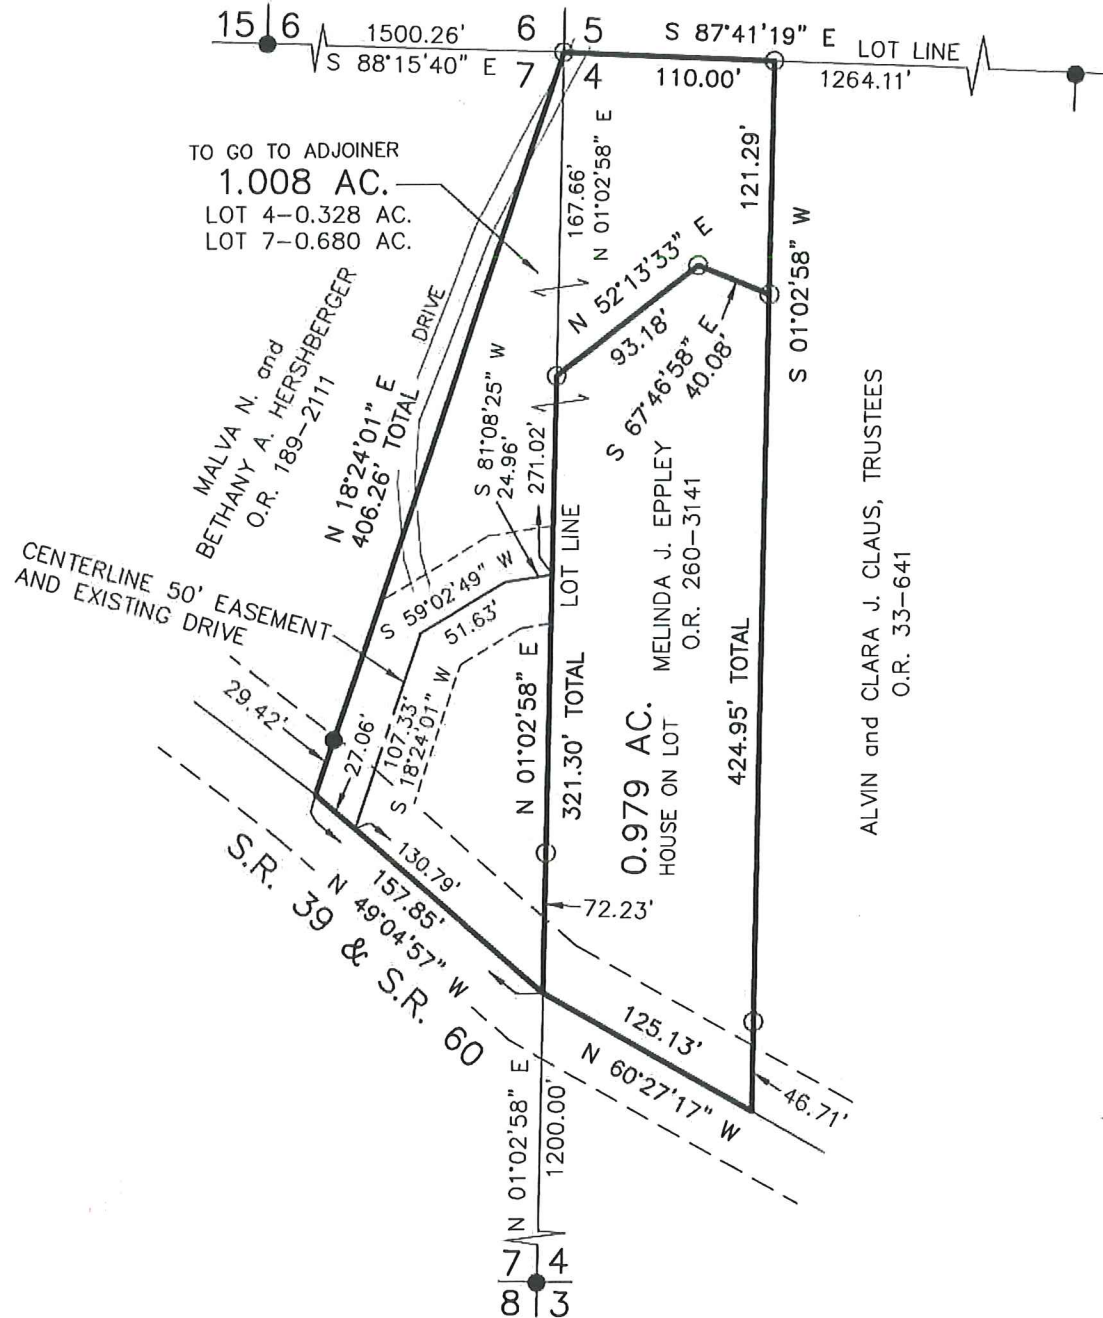 15 6
1500.26'
S 88°15'40" E
6 5
7 4
S 87°41'19" E
LOT LINE
110.00'
1264.11'
TO GO TO ADJOINER
1.008 AC.
LOT 4-0.328 AC.
LOT 7-0.680 AC.
167.66'
N 01°02'58" E
121.29'
S 01°02'58" W
N 52°13'33" E
93.18'
S 67°46'58" E
40.08'
DRIVE
MALVA N. and
BETHANY A. HERSHBERGER
O.R. 189-2111
N 18°24'01" E
406.26' TOTAL
S 81°08'25" W
24.96'
271.02'
LOT LINE
MELINDA J. EPPLEY
O.R. 260-3141
ALVIN and CLARA J. CLAUS, TRUSTEES
O.R. 33-641
CENTERLINE 50' EASEMENT
AND EXISTING DRIVE
S 59°02'49" W
51.63'
29.42'
27.06'
107.33'
S 18°24'01" W
N 01°02'58" E
321.30' TOTAL
0.979 AC.
HOUSE ON LOT
424.95' TOTAL
130.79'
157.85'
N 49°04'57" W
S.R. 39 & S.R. 60
72.23'
125.13'
N 60°27'17" W
46.71'
N 01°02'58" E
1200.00'
7 4
8 3